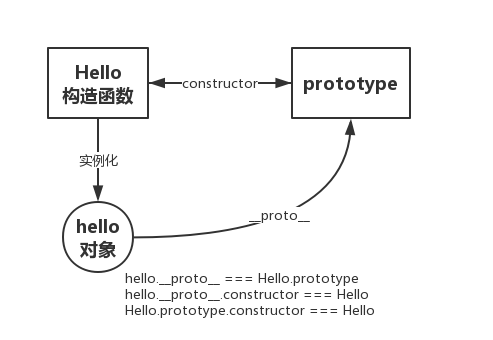 Hello
构造函数
constructor
prototype
实例化
hello
对象
__proto__
hello.__proto__ === Hello.prototype
hello.__proto__.constructor === Hello
Hello.prototype.constructor === Hello